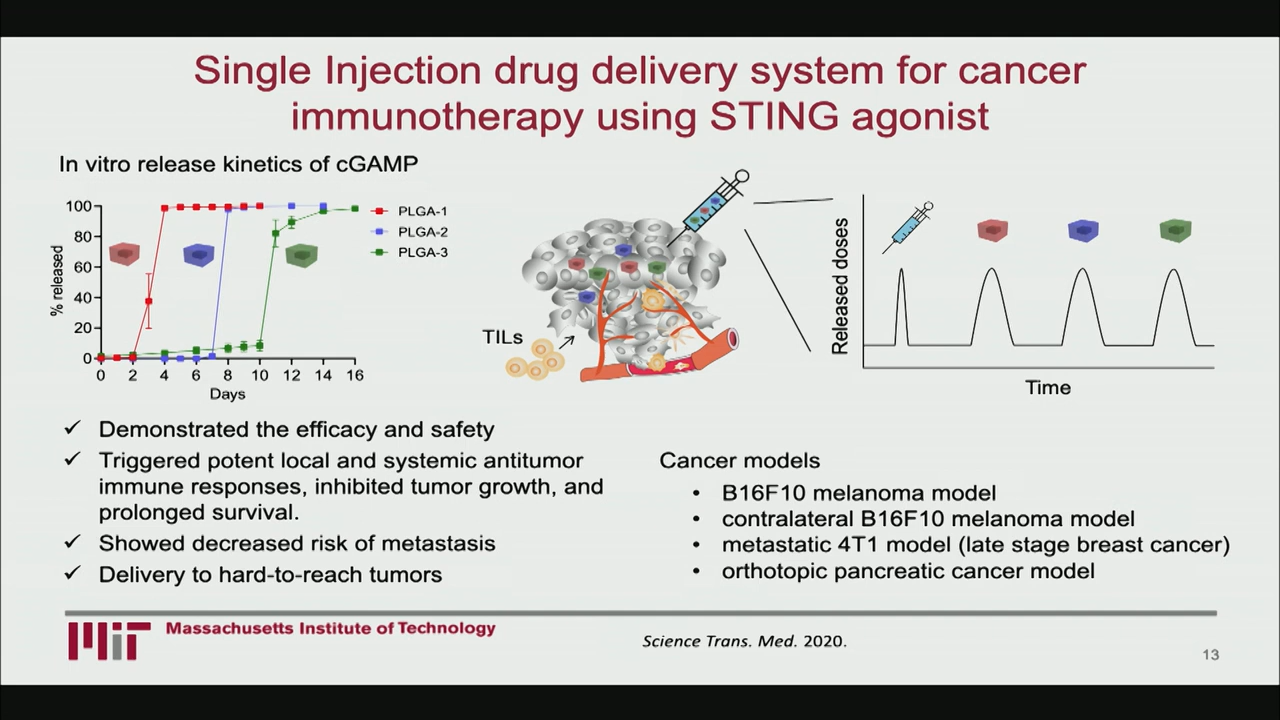 Single Injection drug delivery system for cancer
immunotherapy using STING agonist
In vitro release kinetics of cGAMP
% released
100
80
60
40
20
0
0 2 4 6 8 10 12 14 16
Days
PLGA-1
PLGA-2
PLGA-3
TILs
Released doses
Time
✓ Demonstrated the efficacy and safety
✓ Triggered potent local and systemic antitumor
immune responses, inhibited tumor growth, and
prolonged survival.
✓ Showed decreased risk of metastasis
✓ Delivery to hard-to-reach tumors
Cancer models
• B16F10 melanoma model
• contralateral B16F10 melanoma model
• metastatic 4T1 model (late stage breast cancer)
• orthotopic pancreatic cancer model
MIT
Massachusetts Institute of Technology
Science Trans. Med. 2020.
13